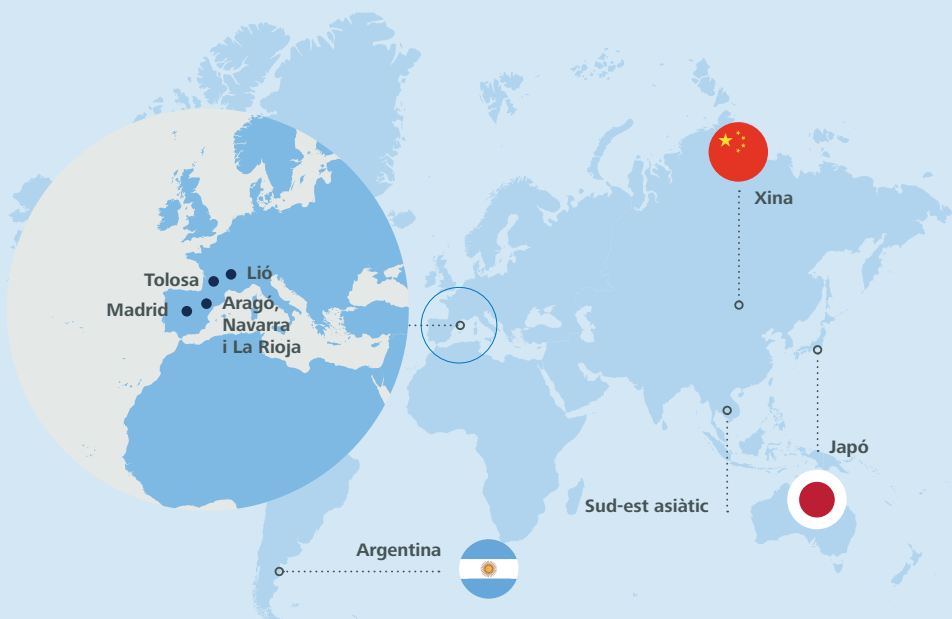 Xina
Tolosa
Lió
Madrid
Aragó,
Navarra
i La Rioja
Japó
Sud-est asiàtic
Argentina